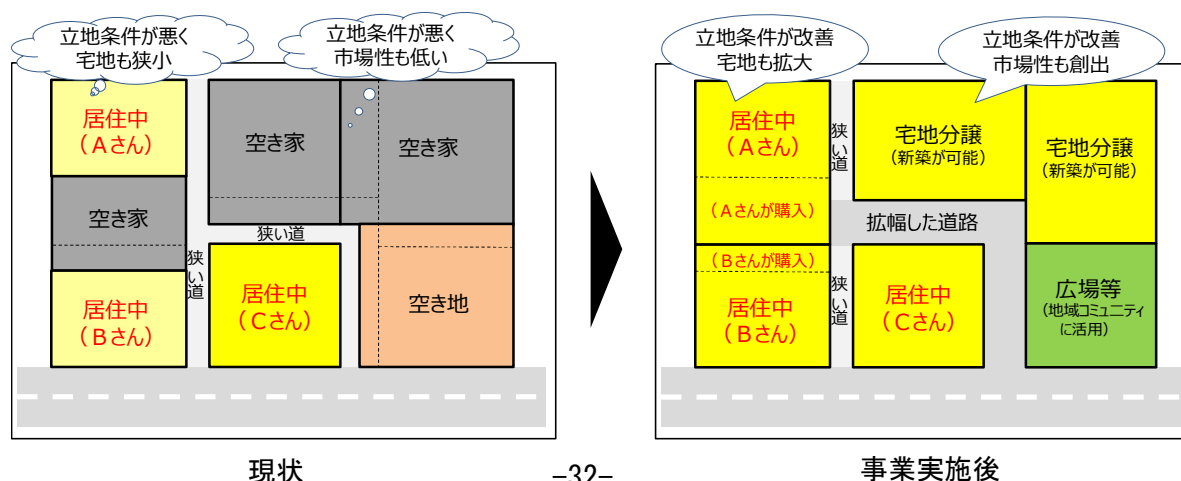 立地条件が悪く
宅地も狭小
立地条件が悪く
市場性も低い
居住中
（Aさん）
空き家
空き家
空き家
狭い道
狭い道
居住中
（Bさん）
居住中
（Cさん）
空き地
現状
立地条件が改善
宅地も拡大
立地条件が改善
市場性も創出
居住中
（Aさん）
（Aさんが購入）
狭い道
宅地分譲
（新築が可能）
宅地分譲
（新築が可能）
拡幅した道路
（Bさんが購入）
居住中
（Bさん）
狭い道
居住中
（Cさん）
広場等
（地域コミュニティ
に活用）
事業実施後
−32−